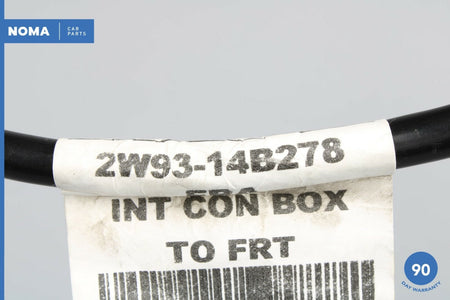 NOMA CAR PARTS
2W93-14B278
INT CON BOX
TO FRT
90
DAY WARRANTY